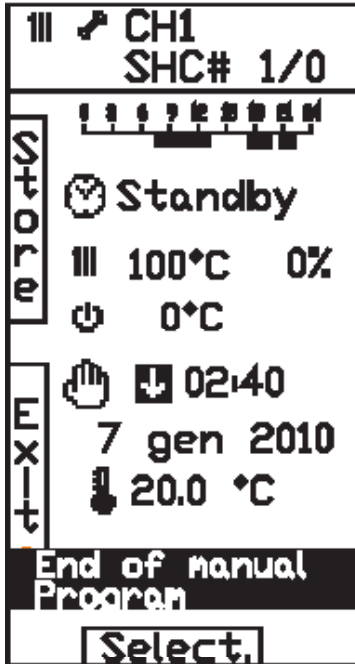 CH1
SHC# 1/0
Store
Standby
100°C 0%
0°C
02:40
Exit
7 gen 2010
20.0 °C
End of manual
Program
Select.